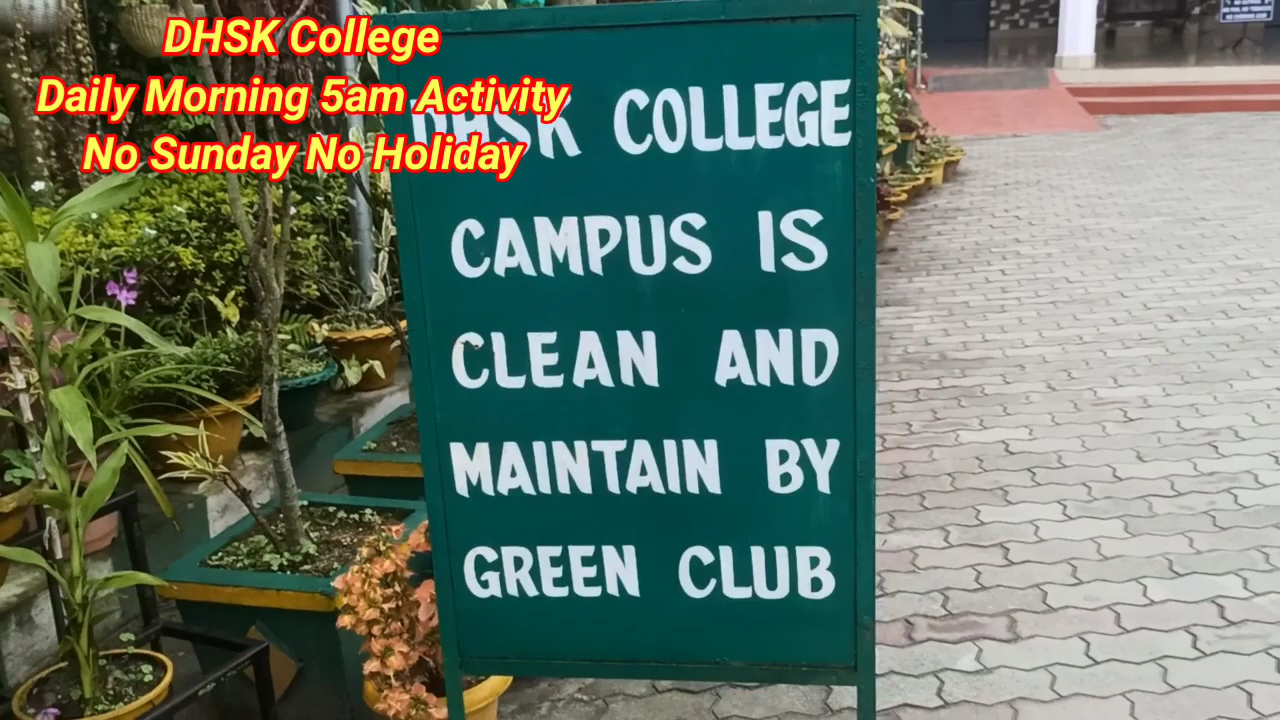 DHSK College
Daily Morning 5am Activity
No Sunday No Holiday
DHSK COLLEGE
CAMPUS IS
CLEAN AND
MAINTAIN BY
GREEN CLUB